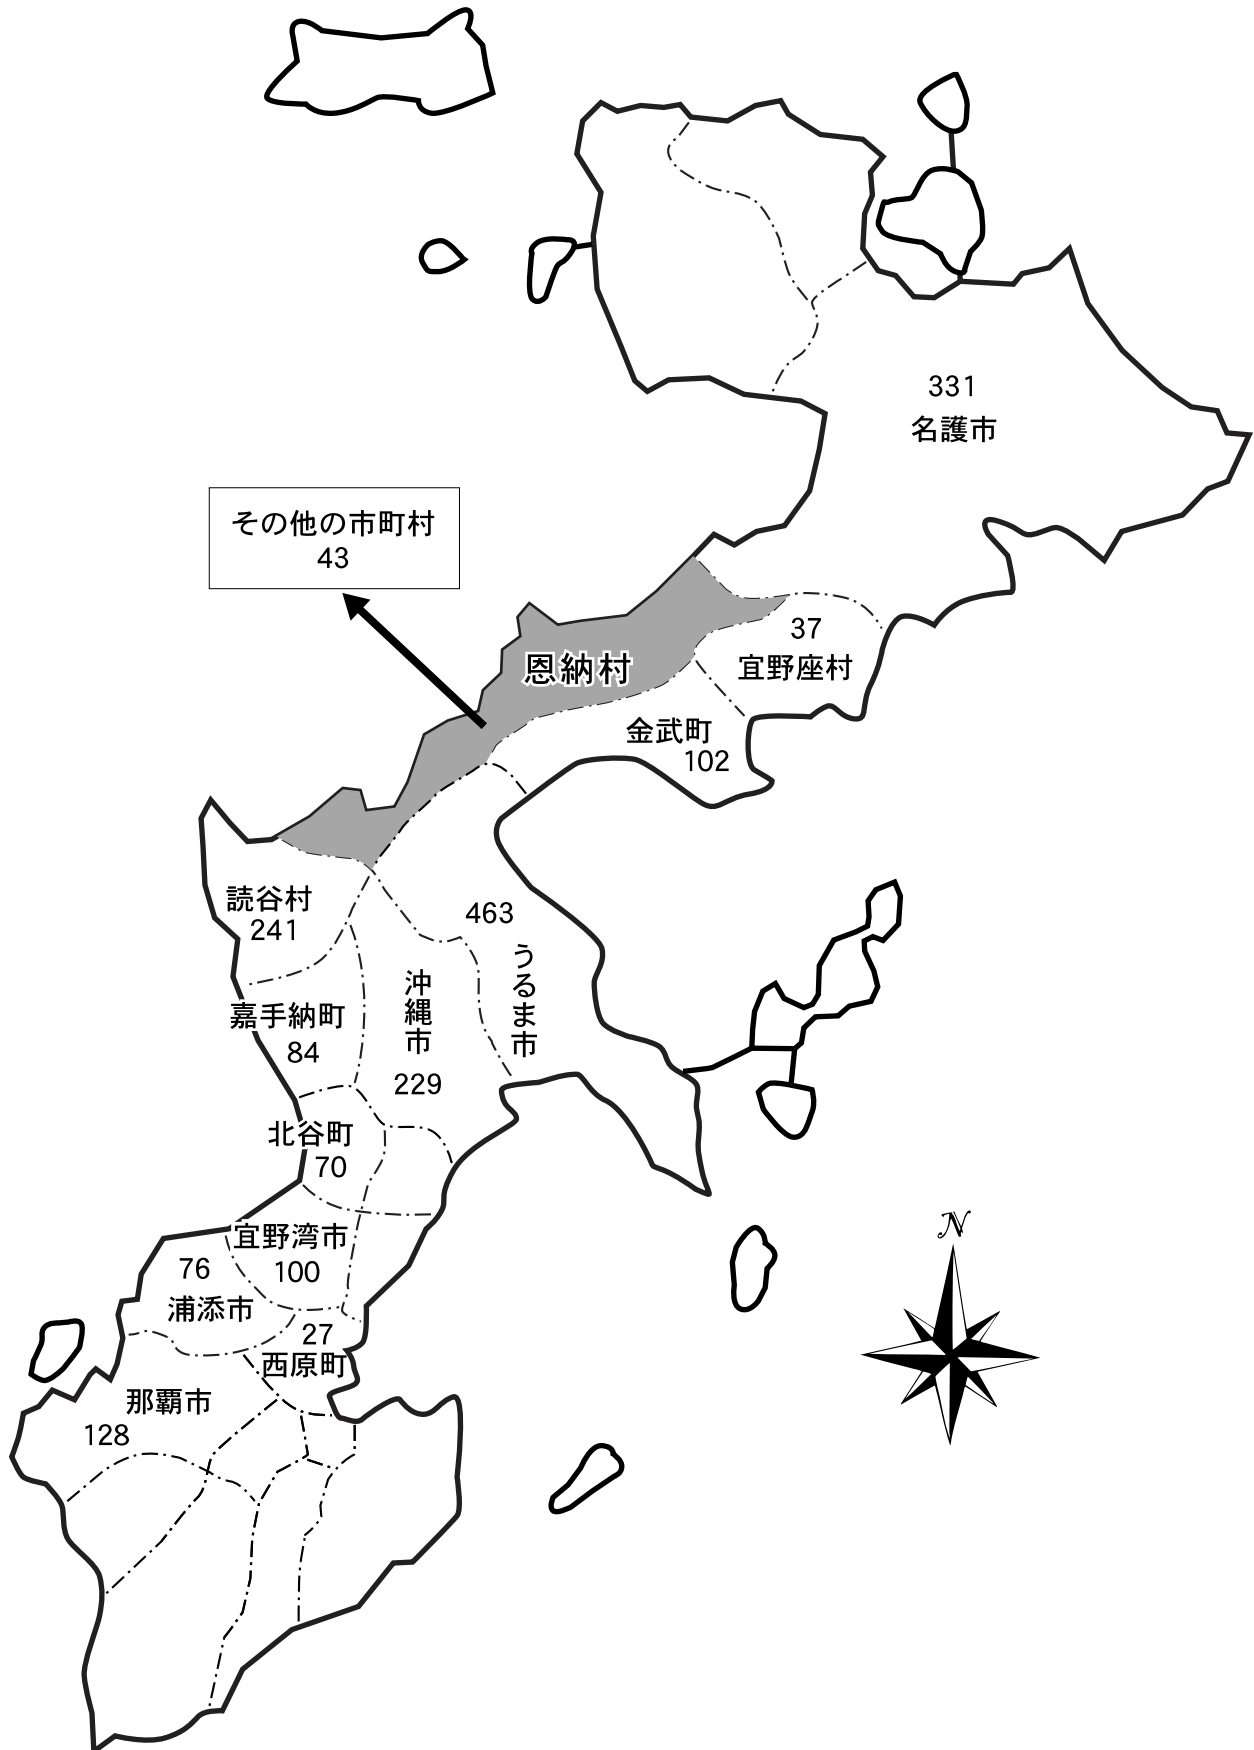 331
名護市
その他の市町村
43
37
宜野座村
恩納村
金武町
102
読谷村
241
463
うるま市
沖縄市
229
嘉手納町
84
北谷町
70
宜野湾市
100
76
浦添市
27
西原町
那覇市
128
N